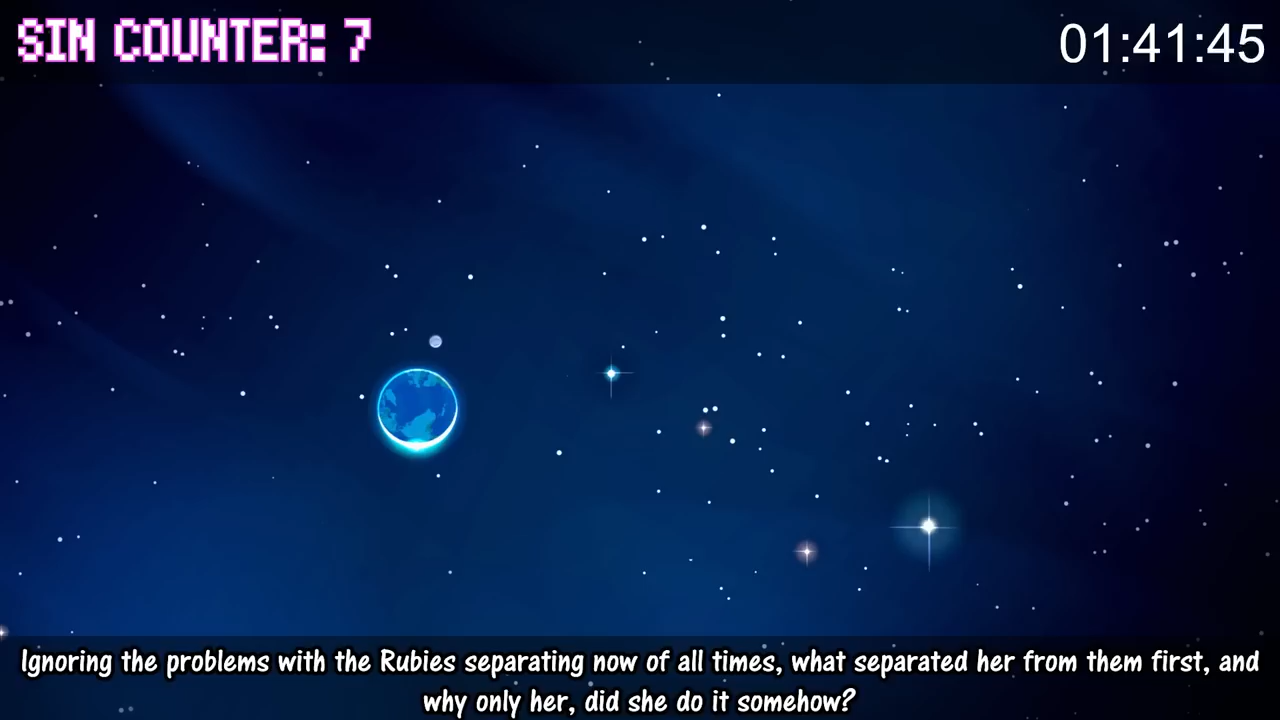 SIN COUNTER: 7
01:41:45
Ignoring the problems with the Rubies separating now of all times, what separated her from them first, and
why only her, did she do it somehow?